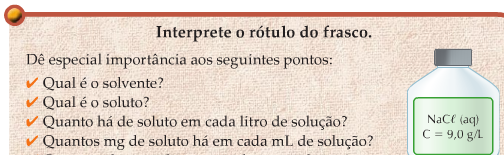 Interprete o rótulo do frasco.
Dê especial importância aos seguintes pontos:
✔ Qual é o solvente?
✔ Qual é o soluto?
✔ Quanto há de soluto em cada litro de solução?
✔ Quantos mg de soluto há em cada mL de solução?
NaCℓ (aq)
C = 9,0 g/L